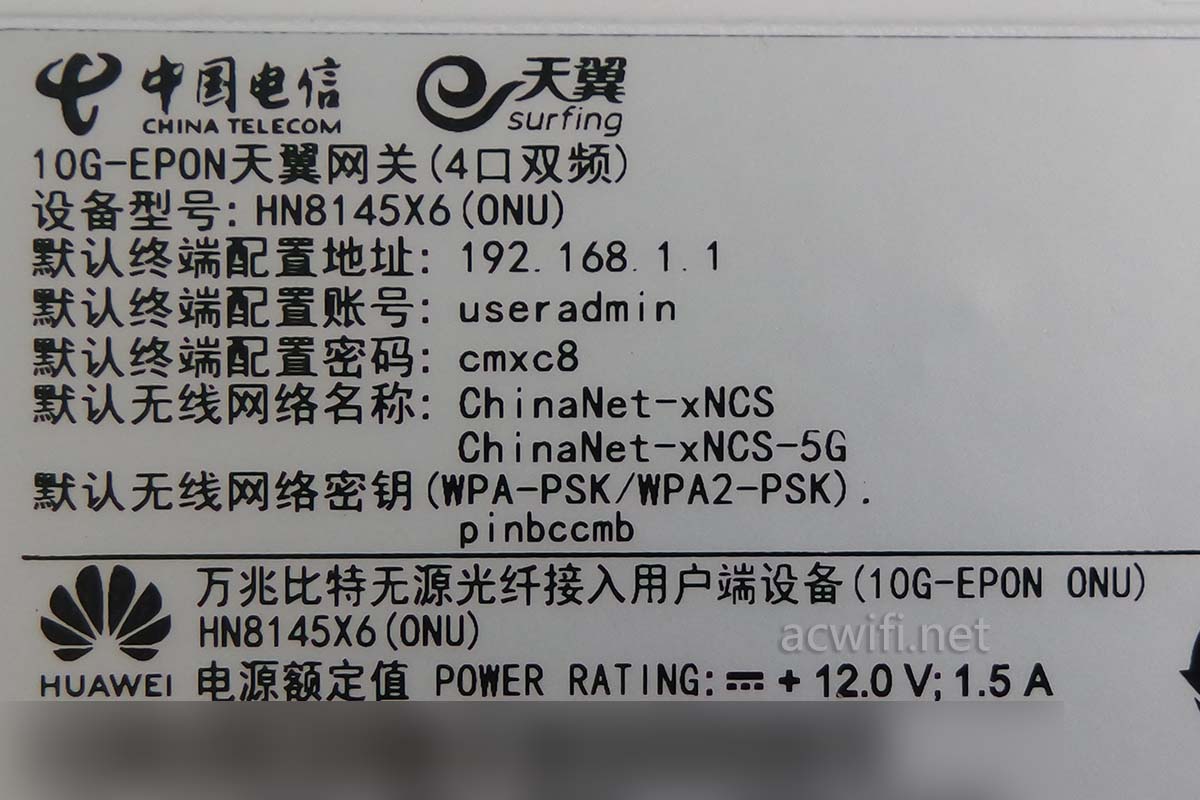 中国电信 天翼
CHINA TELECOM surfing
10G-EPON天翼网关(4口双频)
设备型号: HN8145X6(ONU)
默认终端配置地址: 192.168.1.1
默认终端配置账号: useradmin
默认终端配置密码: cmxc8
默认无线网络名称: ChinaNet-xNCS
ChinaNet-xNCS-5G
默认无线网络密钥(WPA-PSK/WPA2-PSK).
pinbccmb
万兆比特无源光纤接入用户端设备(10G-EPON ONU)
HN8145X6(ONU)
acwifi.net
HUAWEI 电源额定值 POWER RATING: ⎓ + 12.0 V; 1.5 A